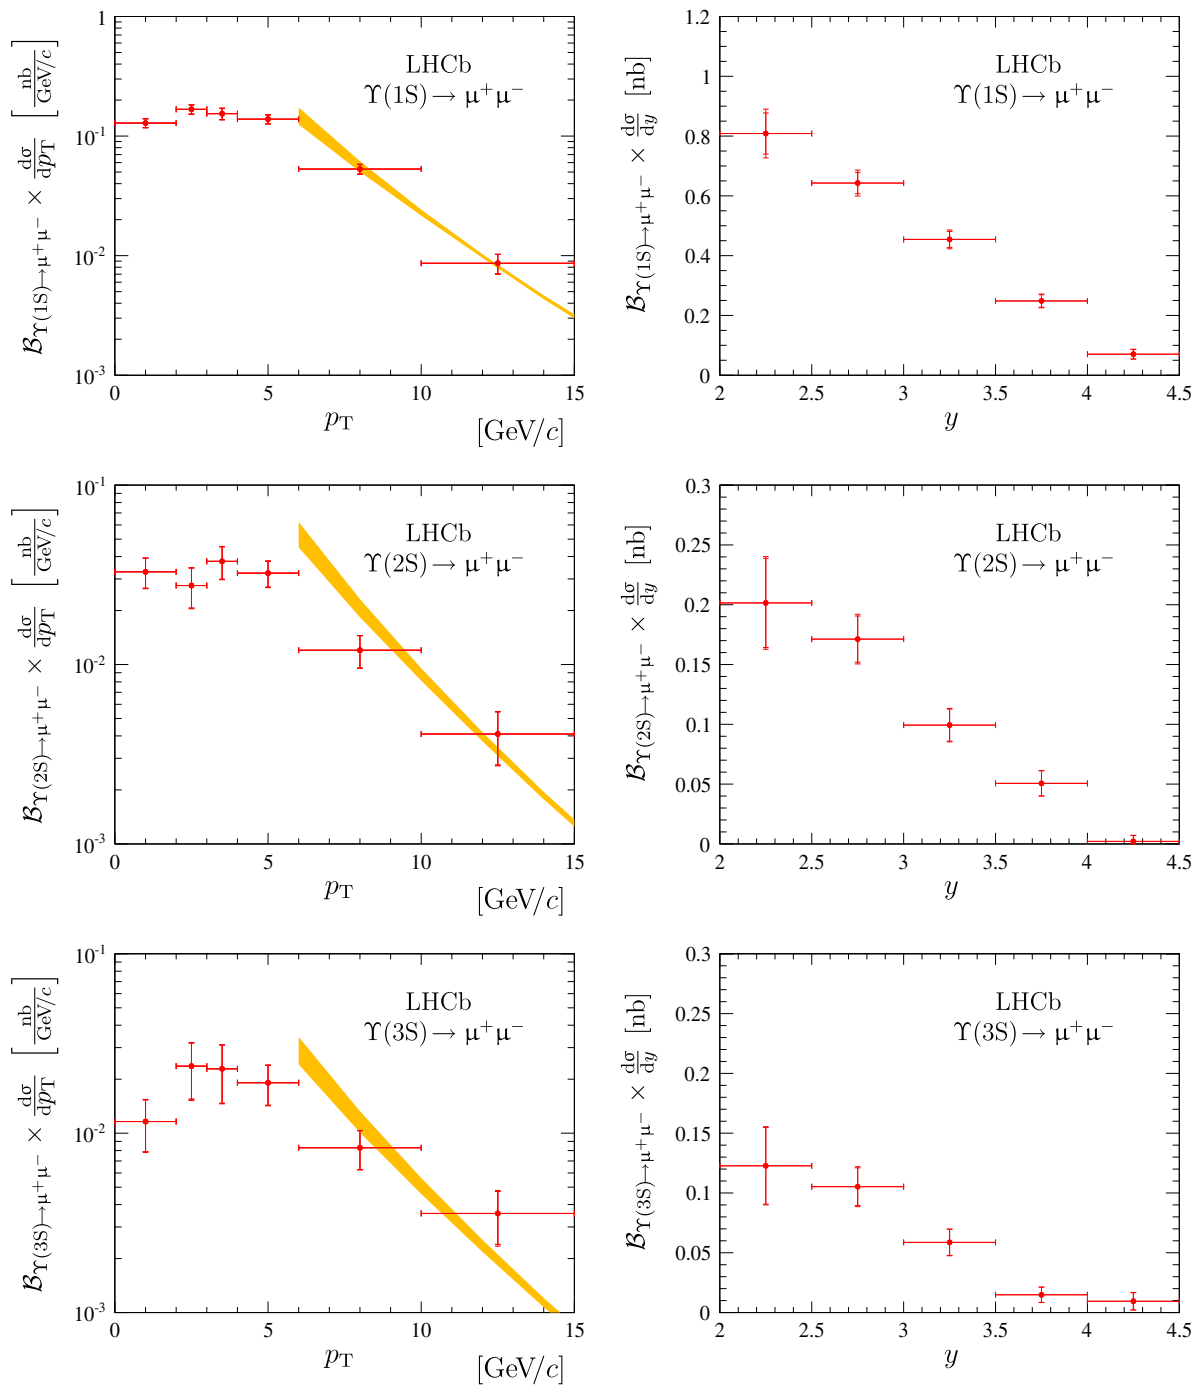 LHCb
ϒ(1S)→ μ⁺μ⁻
1
10⁻¹
10⁻²
10⁻³
0 5 10 15
p_T
[GeV/c]
ℬ_ϒ(1S)→μ⁺μ⁻ × dσ/dp_T [nb/GeV/c]
LHCb
ϒ(1S)→ μ⁺μ⁻
1.2
1
0.8
0.6
0.4
0.2
0
2 2.5 3 3.5 4 4.5
y
ℬ_ϒ(1S)→μ⁺μ⁻ × dσ/dy [nb]
LHCb
ϒ(2S)→ μ⁺μ⁻
10⁻¹
10⁻²
10⁻³
0 5 10 15
p_T
[GeV/c]
ℬ_ϒ(2S)→μ⁺μ⁻ × dσ/dp_T [nb/GeV/c]
LHCb
ϒ(2S)→ μ⁺μ⁻
0.3
0.25
0.2
0.15
0.1
0.05
0
2 2.5 3 3.5 4 4.5
y
ℬ_ϒ(2S)→μ⁺μ⁻ × dσ/dy [nb]
LHCb
ϒ(3S)→ μ⁺μ⁻
10⁻¹
10⁻²
10⁻³
0 5 10 15
p_T
[GeV/c]
ℬ_ϒ(3S)→μ⁺μ⁻ × dσ/dp_T [nb/GeV/c]
LHCb
ϒ(3S)→ μ⁺μ⁻
0.3
0.25
0.2
0.15
0.1
0.05
0
2 2.5 3 3.5 4 4.5
y
ℬ_ϒ(3S)→μ⁺μ⁻ × dσ/dy [nb]